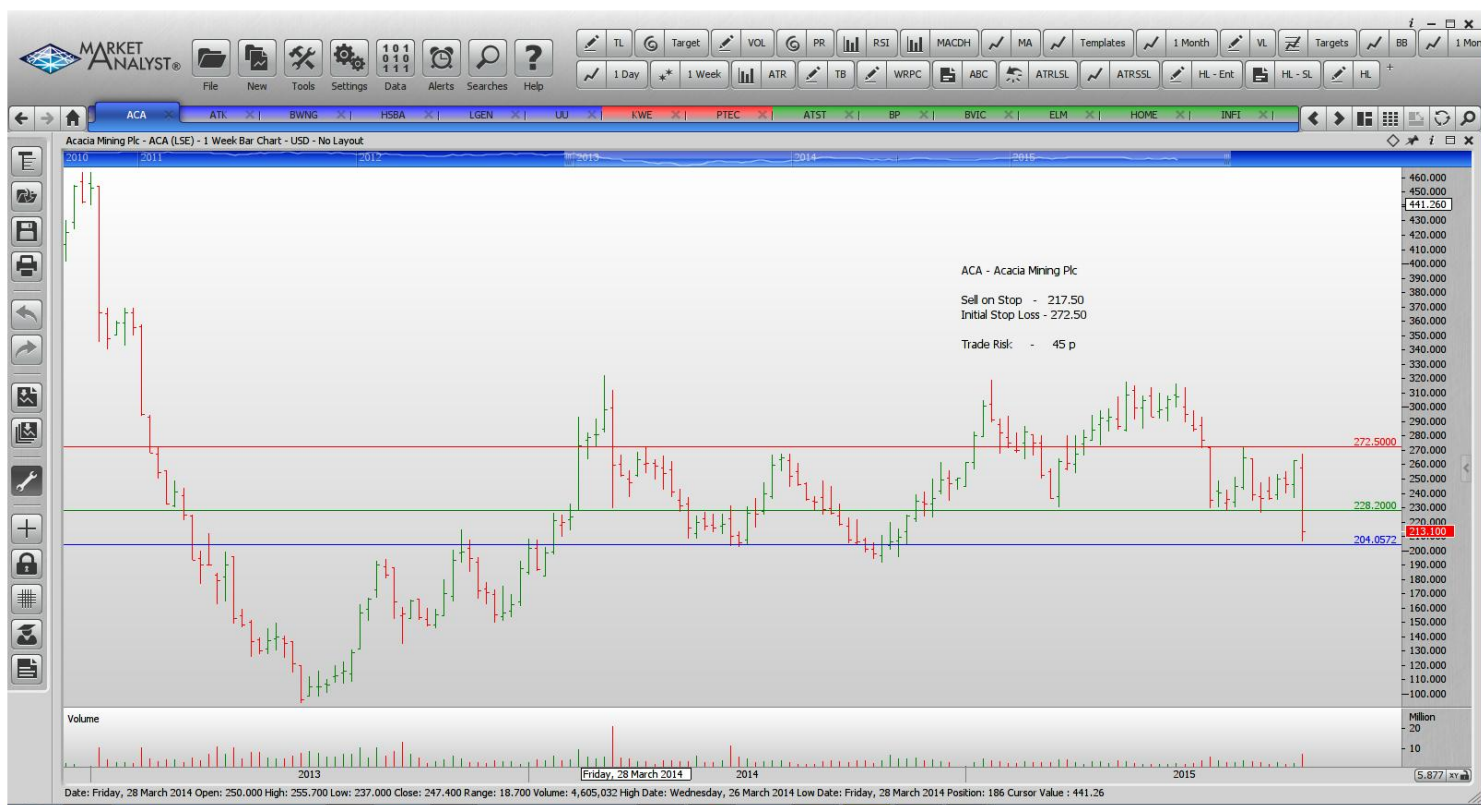 i
MARKET
ANALYST®
File New Tools Settings Data Alerts Searches Help
101
010
111
TL Target VOL PR RSI MACDH MA Templates 1 Month VL Targets BB 1 Mon
1 Day 1 Week ATR TB WRPC ABC ATRLSL ATRSSL HL - Ent HL - SL HL +
ACA ATK BWNG HSBA LGEN UU KWE PTEC ATST BP BVIC ELM HOME INFI
Acacia Mining Plc - ACA (LSE) - 1 Week Bar Chart - USD - No Layout
2010 2011 2012 2013 2014 2015
460.000
450.000
441.260
430.000
420.000
410.000
400.000
390.000
380.000
370.000
360.000
350.000
340.000
330.000
320.000
310.000
300.000
290.000
280.000
270.000
260.000
250.000
240.000
230.000
220.000
213.100
200.000
190.000
180.000
170.000
160.000
150.000
140.000
130.000
120.000
110.000
100.000
ACA - Acacia Mining Plc
Sell on Stop - 217.50
Initial Stop Loss - 272.50
Trade Risk - 45 p
272.5000
228.2000
204.0572
Volume
Million
20
10
2013 Friday, 28 March 2014 2014 2015
5.877 XY
Date: Friday, 28 March 2014 Open: 250.000 High: 255.700 Low: 237.000 Close: 247.400 Range: 18.700 Volume: 4,605,032 High Date: Wednesday, 26 March 2014 Low Date: Friday, 28 March 2014 Position: 186 Cursor Value : 441.26